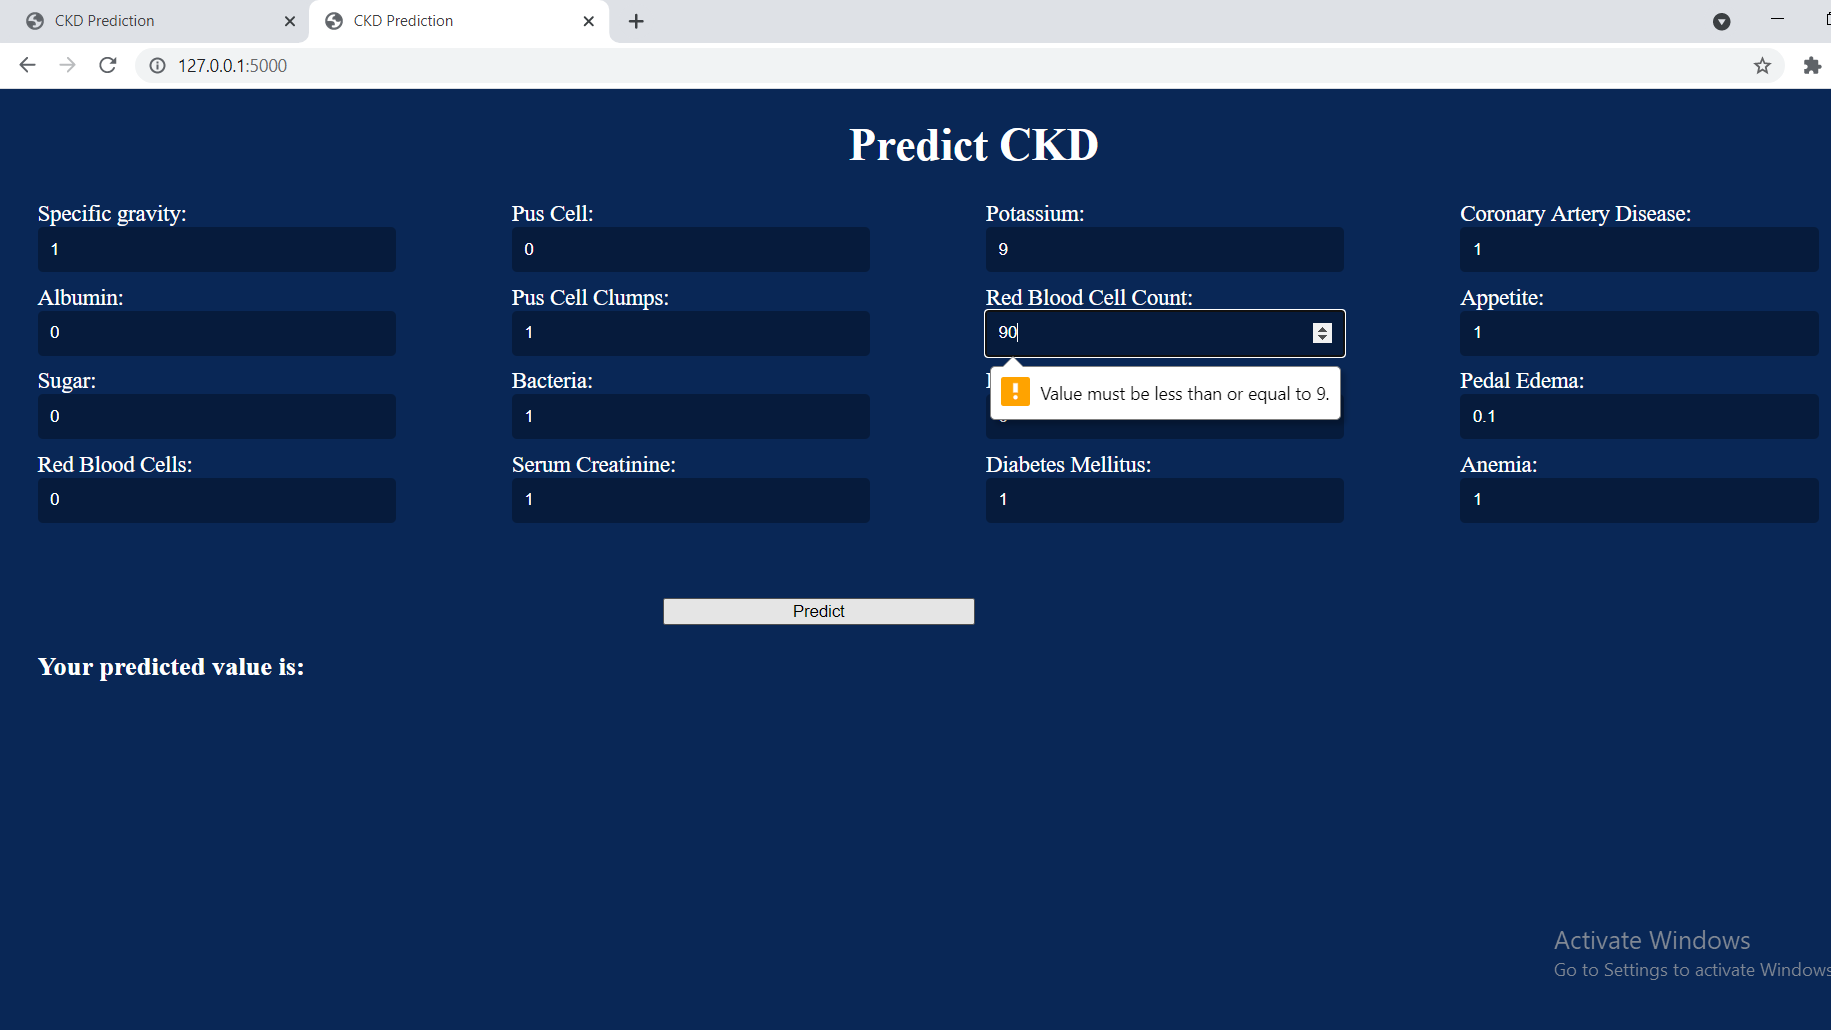 CKD Prediction
CKD Prediction
127.0.0.1:5000
Predict CKD
Specific gravity:
1
Albumin:
0
Sugar:
0
Red Blood Cells:
0
Pus Cell:
0
Pus Cell Clumps:
1
Bacteria:
1
Serum Creatinine:
1
Potassium:
9
Red Blood Cell Count:
90
Value must be less than or equal to 9.
Diabetes Mellitus:
1
Coronary Artery Disease:
1
Appetite:
1
Pedal Edema:
0.1
Anemia:
1
Predict
Your predicted value is:
Activate Windows
Go to Settings to activate Windows